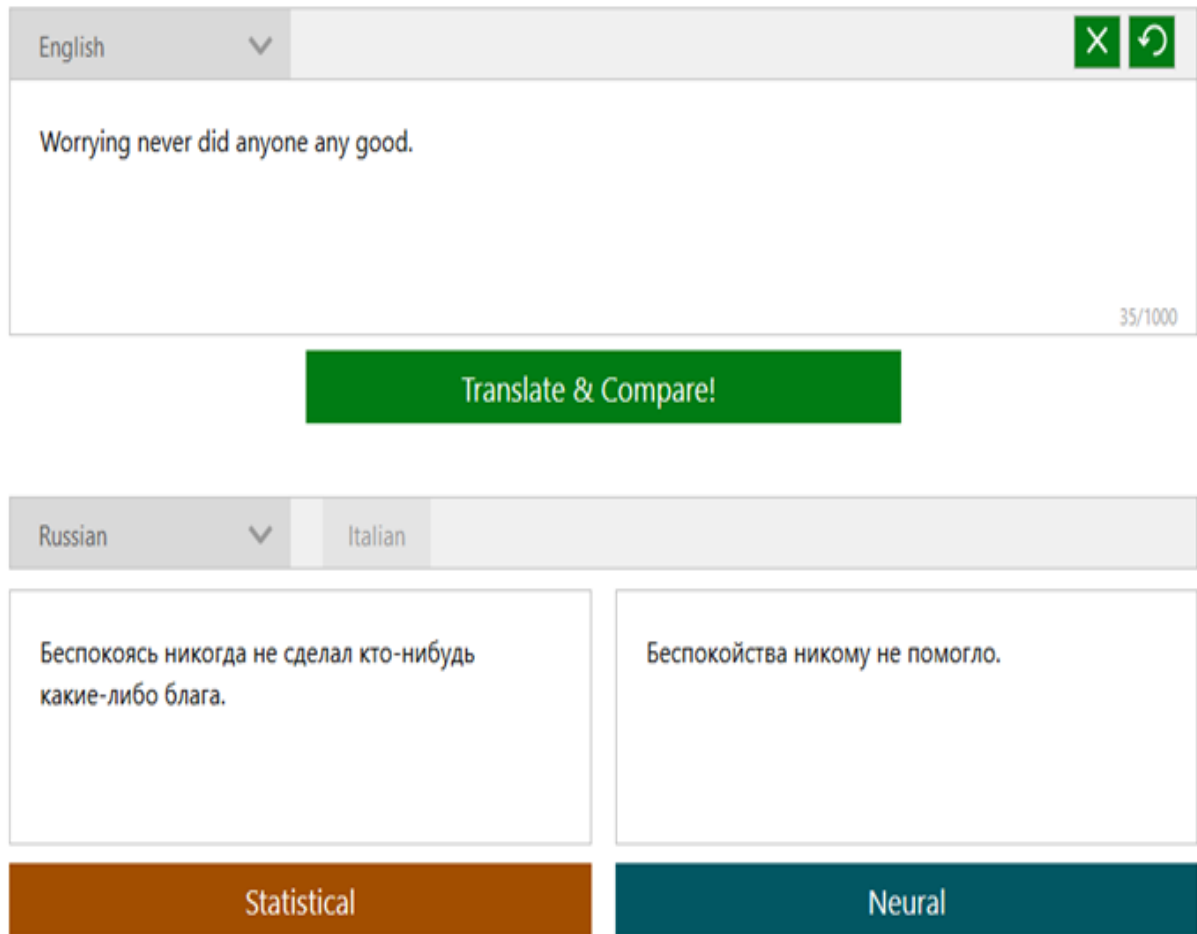 English
Worrying never did anyone any good.
35/1000
Translate & Compare!
Russian
Italian
Беспокоясь никогда не сделал кто-нибудь
какие-либо блага.
Беспокойства никому не помогло.
Statistical
Neural